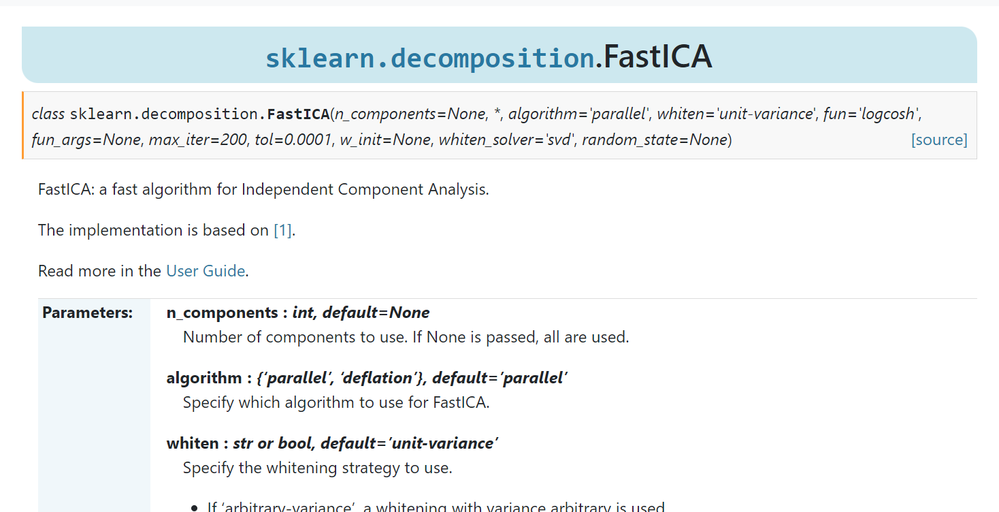 sklearn.decomposition.FastICA
class sklearn.decomposition.FastICA(n_components=None, *, algorithm='parallel', whiten='unit-variance', fun='logcosh',
fun_args=None, max_iter=200, tol=0.0001, w_init=None, whiten_solver='svd', random_state=None) [source]
FastICA: a fast algorithm for Independent Component Analysis.
The implementation is based on [1].
Read more in the User Guide.
Parameters: n_components : int, default=None
Number of components to use. If None is passed, all are used.
algorithm : {‘parallel’, ‘deflation’}, default=’parallel’
Specify which algorithm to use for FastICA.
whiten : str or bool, default=’unit-variance’
Specify the whitening strategy to use.
• If ‘arbitrary-variance’, a whitening with variance arbitrary is used.